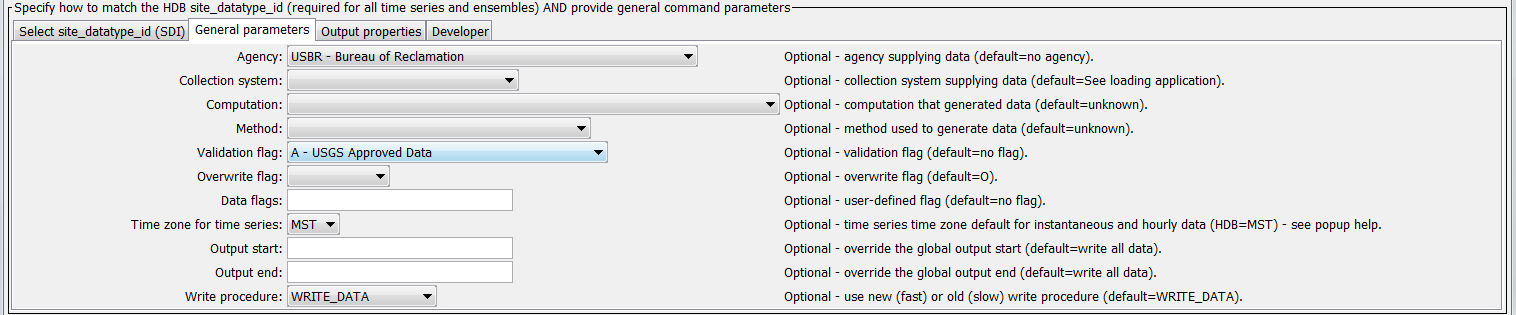 Specify how to match the HDB site_datatype_id (required for all time series and ensembles) AND provide general command parameters
Select site_datatype_id (SDI) General parameters Output properties Developer
Agency: USBR - Bureau of Reclamation Optional - agency supplying data (default=no agency).
Collection system: Optional - collection system supplying data (default=See loading application).
Computation: Optional - computation that generated data (default=unknown).
Method: Optional - method used to generate data (default=unknown).
Validation flag: A - USGS Approved Data Optional - validation flag (default=no flag).
Overwrite flag: Optional - overwrite flag (default=O).
Data flags: Optional - user-defined flag (default=no flag).
Time zone for time series: MST Optional - time series time zone default for instantaneous and hourly data (HDB=MST) - see popup help.
Output start: Optional - override the global output start (default=write all data).
Output end: Optional - override the global output end (default=write all data).
Write procedure: WRITE_DATA Optional - use new (fast) or old (slow) write procedure (default=WRITE_DATA).